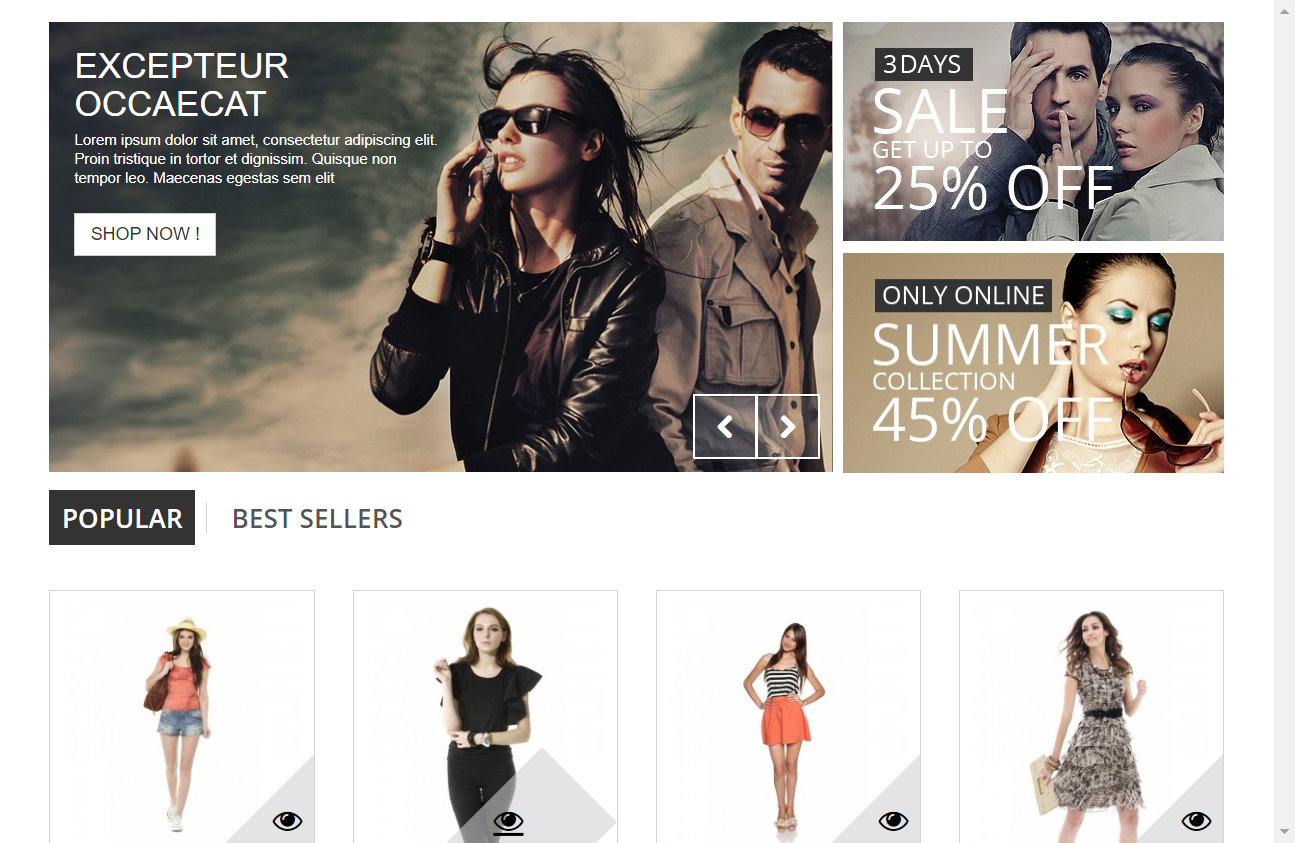 EXCEPTEUR
OCCAECAT
Lorem ipsum dolor sit amet, consectetur adipiscing elit.
Proin tristique in tortor et dignissim. Quisque non
tempor leo. Maecenas egestas sem elit
SHOP NOW !
3 DAYS
SALE
GET UP TO
25% OFF
ONLY ONLINE
SUMMER
COLLECTION
45% OFF
POPULAR
BEST SELLERS